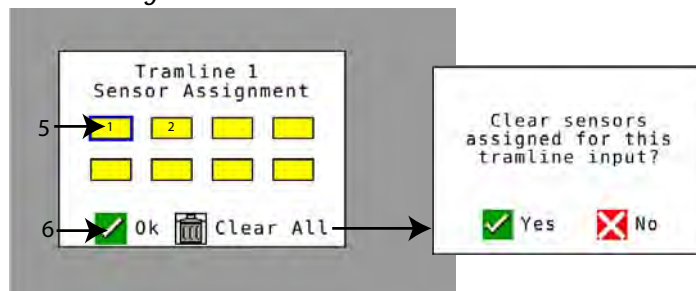 Tramline 1
Sensor Assignment
5
1 2
6
Ok Clear All
Clear sensors
assigned for this
tramline input?
Yes No